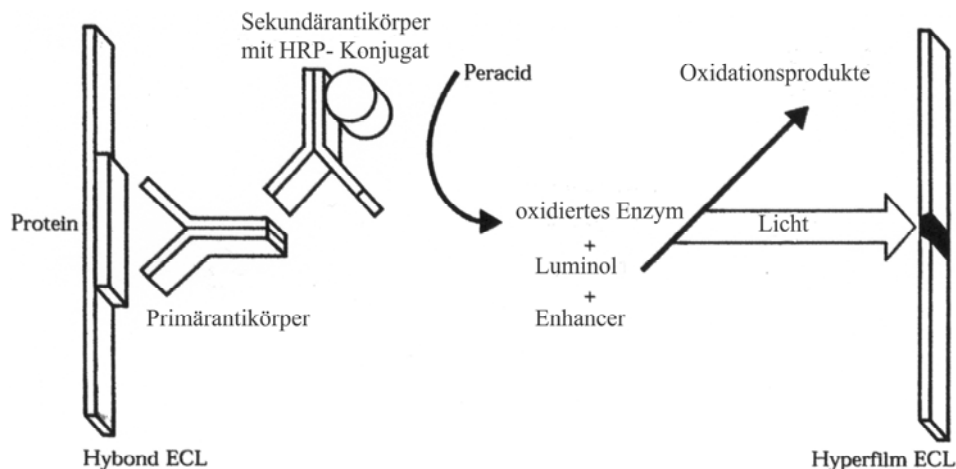 Sekundärantikörper
mit HRP- Konjugat
Peracid
Oxidationsprodukte
Protein
oxidiertes Enzym
+
Luminol
+
Enhancer
Licht
Primärantikörper
Hybond ECL
Hyperfilm ECL